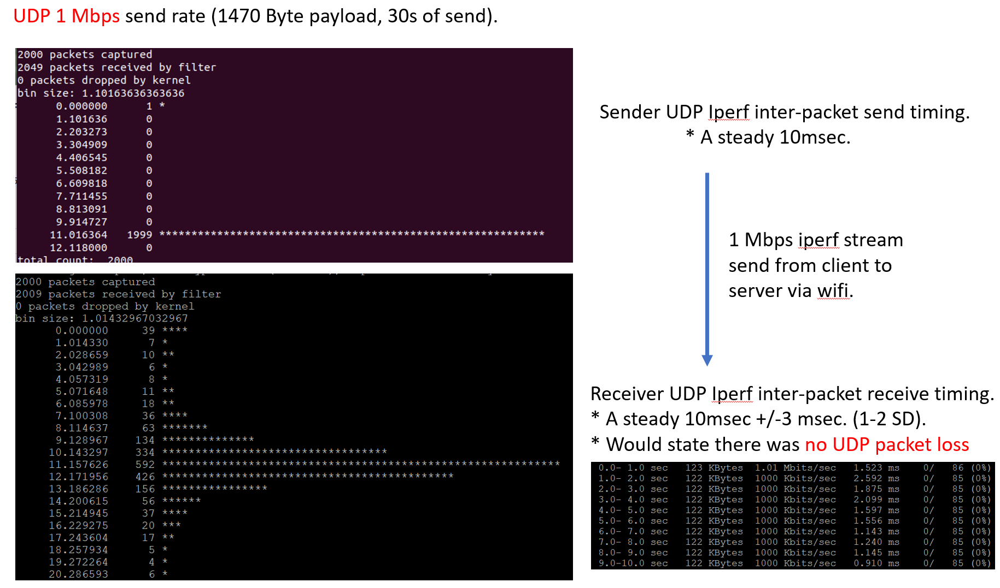 UDP 1 Mbps send rate (1470 Byte payload, 30s of send).
2000 packets captured
2049 packets received by filter
0 packets dropped by kernel
bin size: 1.10163636363636
0.000000 1 *
1.101636 0
2.203273 0
3.304909 0
4.406545 0
5.508182 0
6.609818 0
7.711455 0
8.813091 0
9.914727 0
11.016364 1999 ************************************************************
12.118000 0
total count: 2000
Sender UDP Iperf inter-packet send timing.
* A steady 10msec.
1 Mbps iperf stream
send from client to
server via wifi.
2000 packets captured
2009 packets received by filter
0 packets dropped by kernel
bin size: 1.01432967032967
0.000000 39 ****
1.014330 7 *
2.028659 10 **
3.042989 6 *
4.057319 8 *
5.071648 11 **
6.085978 18 **
7.100308 36 ****
8.114637 63 *******
9.128967 134 **************
10.143297 334 ***********************************
11.157626 592 **************************************************************
12.171956 426 *********************************************
13.186286 156 ****************
14.200615 56 ******
15.214945 37 ****
16.229275 20 ***
17.243604 17 **
18.257934 5 *
19.272264 4 *
20.286593 6 *
Receiver UDP Iperf inter-packet receive timing.
* A steady 10msec +/-3 msec. (1-2 SD).
* Would state there was no UDP packet loss
0.0- 1.0 sec 123 KBytes 1.01 Mbits/sec 1.523 ms 0/ 86 (0%)
1.0- 2.0 sec 122 KBytes 1000 Kbits/sec 2.592 ms 0/ 85 (0%)
2.0- 3.0 sec 122 KBytes 1000 Kbits/sec 1.875 ms 0/ 85 (0%)
3.0- 4.0 sec 122 KBytes 1000 Kbits/sec 2.099 ms 0/ 85 (0%)
4.0- 5.0 sec 122 KBytes 1000 Kbits/sec 1.597 ms 0/ 85 (0%)
5.0- 6.0 sec 122 KBytes 1000 Kbits/sec 1.556 ms 0/ 85 (0%)
6.0- 7.0 sec 122 KBytes 1000 Kbits/sec 1.143 ms 0/ 85 (0%)
7.0- 8.0 sec 122 KBytes 1000 Kbits/sec 1.240 ms 0/ 85 (0%)
8.0- 9.0 sec 122 KBytes 1000 Kbits/sec 1.145 ms 0/ 85 (0%)
9.0-10.0 sec 122 KBytes 1000 Kbits/sec 0.910 ms 0/ 85 (0%)